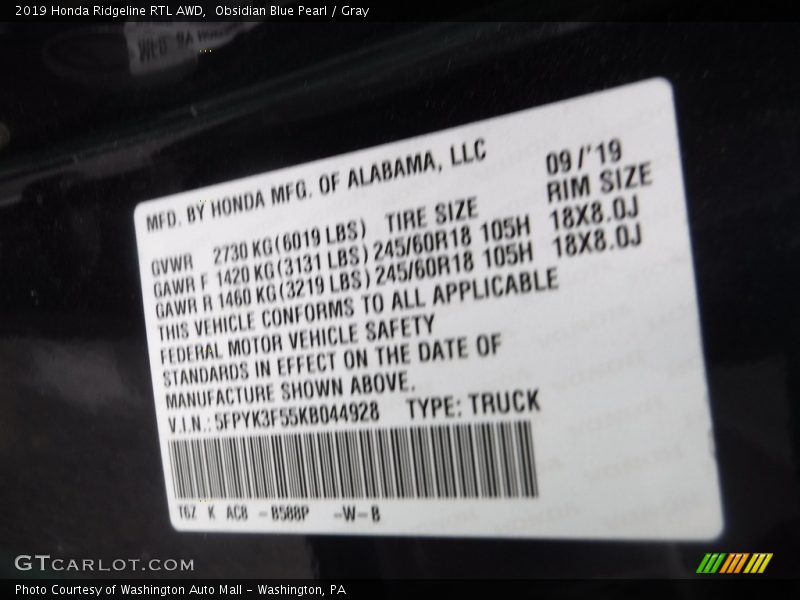 2019 Honda Ridgeline RTL AWD, Obsidian Blue Pearl / Gray
MFD. BY HONDA MFG. OF ALABAMA, LLC 09/'19
GVWR 2730 KG(6019 LBS) TIRE SIZE RIM SIZE
GAWR F 1420 KG(3131 LBS) 245/60R18 105H 18X8.0J
GAWR R 1460 KG(3219 LBS) 245/60R18 105H 18X8.0J
THIS VEHICLE CONFORMS TO ALL APPLICABLE
FEDERAL MOTOR VEHICLE SAFETY
STANDARDS IN EFFECT ON THE DATE OF
MANUFACTURE SHOWN ABOVE.
V.I.N.: 5FPYK3F55KB044928 TYPE: TRUCK
T6Z K AC8 -B588P -W-B
GTCARLOT.COM
Photo Courtesy of Washington Auto Mall - Washington, PA